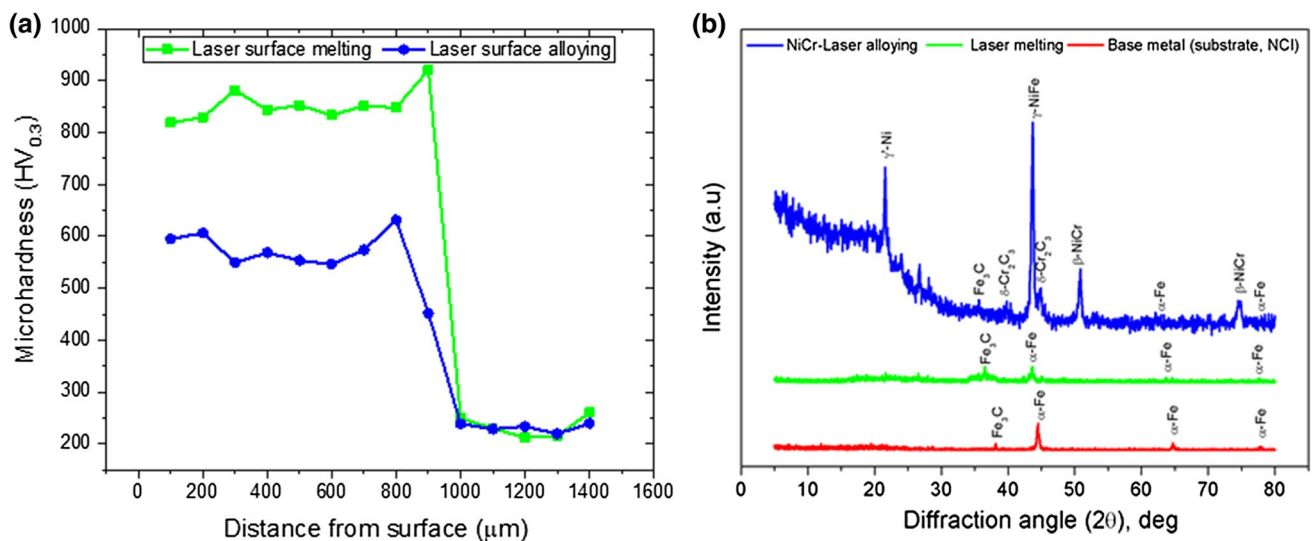 (a)
1000
900
800
700
600
500
400
300
200
Microhardness (HV0.3)
Laser surface melting
Laser surface alloying
0 200 400 600 800 1000 1200 1400 1600
Distance from surface (μm)
(b)
NiCr-Laser alloying
Laser melting
Base metal (substrate, NCI)
Intensity (a.u)
γ'-Ni
Fe3C
δ-Cr2C3
γ-NiFe
δ-Cr2C3
β-NiCr
α-Fe
β-NiCr
α-Fe
Fe3C
α-Fe
α-Fe
α-Fe
Fe3C
α-Fe
α-Fe
α-Fe
0 10 20 30 40 50 60 70 80
Diffraction angle (2θ), deg